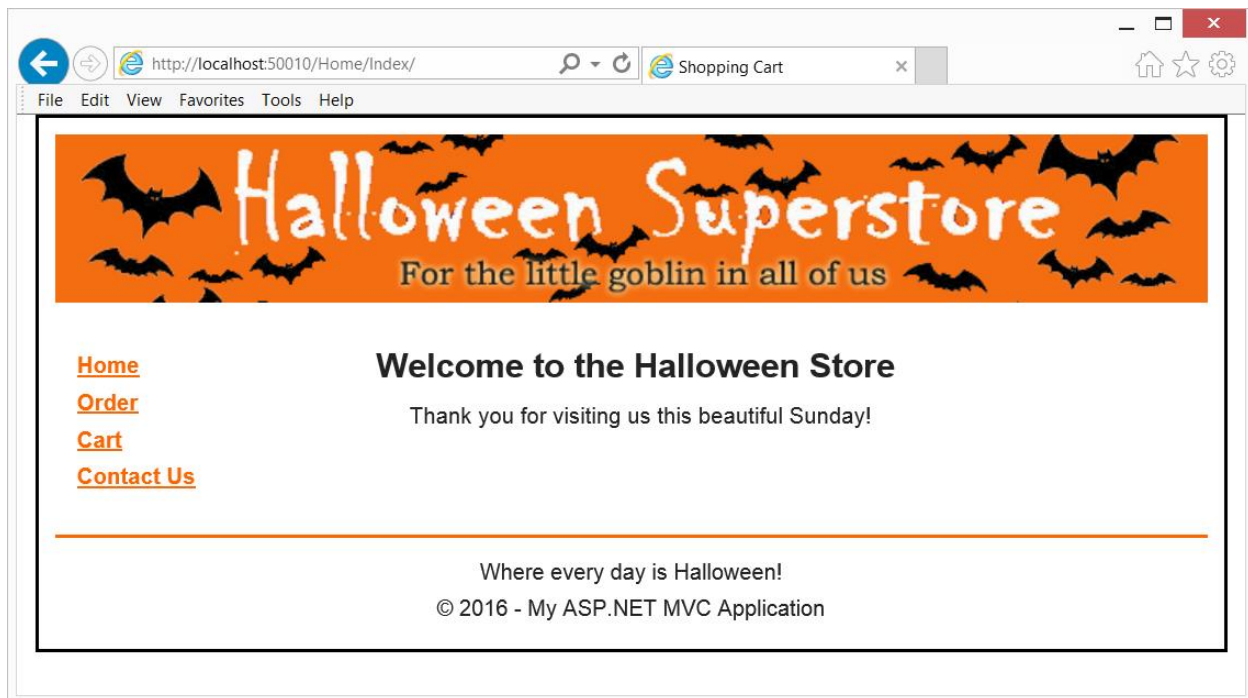 http://localhost:50010/Home/Index/
Shopping Cart
File Edit View Favorites Tools Help
Halloween Superstore
For the little goblin in all of us
Home
Order
Cart
Contact Us
Welcome to the Halloween Store
Thank you for visiting us this beautiful Sunday!
Where every day is Halloween!
© 2016 - My ASP.NET MVC Application